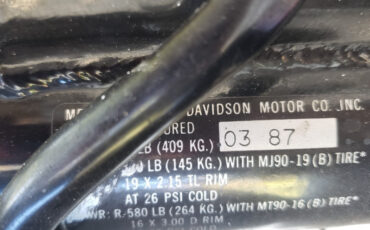 DAVIDSON MOTOR CO. INC.
03 87
LB (409 KG.)
LB (145 KG.) WITH MJ90-19 (B) TIRE*
19 X 2.15 TL RIM
AT 26 PSI COLD
R-580 LB (264 KG.) WITH MT90-16 (B) TIRE*
16 X 3.00 D RIM